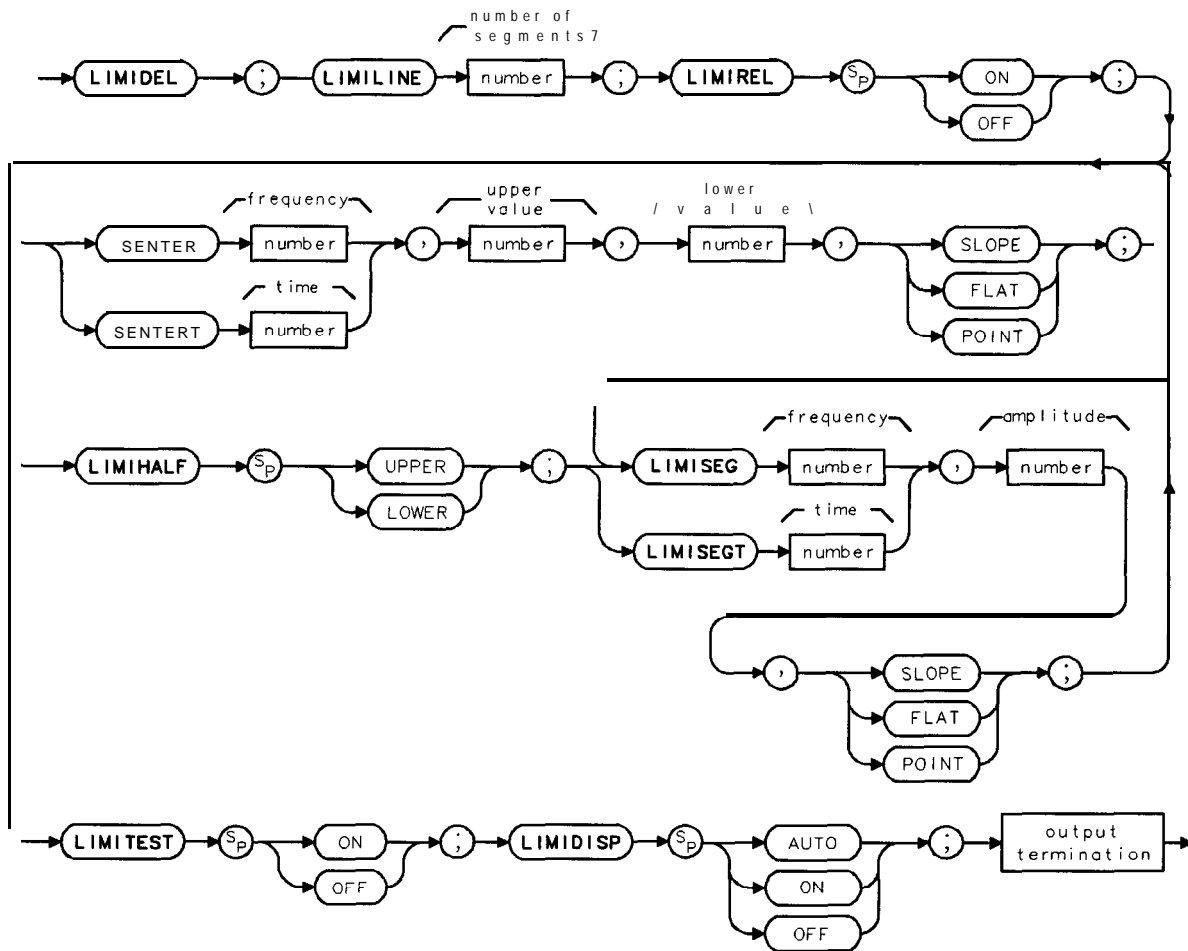 number of
segments7
LIMIDEL ; LIMILINE number ; LIMIREL SP ON ;
OFF
frequency upper value lower / value \
SENTER number , number , number , SLOPE ;
FLAT
time
SENTERT number POINT
frequency amplitude
LIMIHALF SP UPPER ; LIMISEG number , number
LOWER
time
LIMISEGT number
, SLOPE ;
FLAT
POINT
LIMITEST SP ON ; LIMIDISP SP AUTO ; output termination
OFF ON
OFF